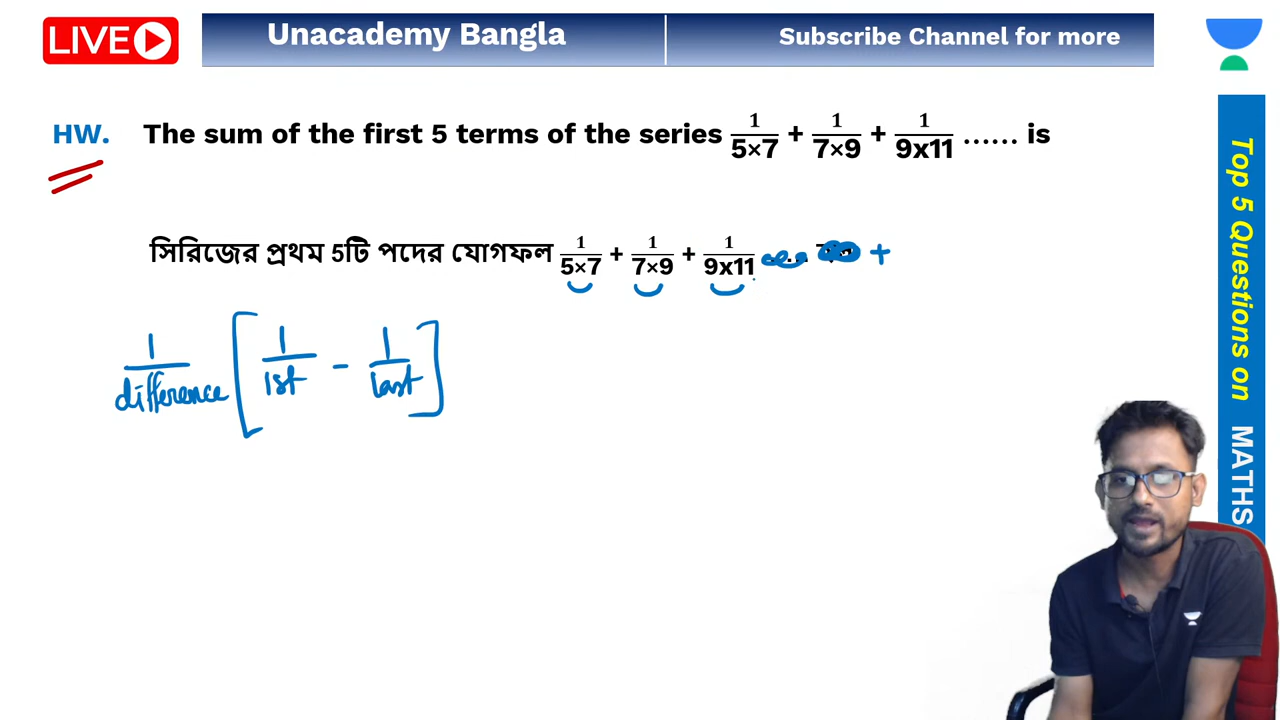 LIVE
Unacademy Bangla
Subscribe Channel for more
HW. The sum of the first 5 terms of the series 1/5×7 + 1/7×9 + 1/9x11 ...... is
সিরিজের প্রথম 5টি পদের যোগফল 1/5×7 + 1/7×9 + 1/9x11 +
1/difference [1/1st - 1/last]
Top 5 Questions on MATHS